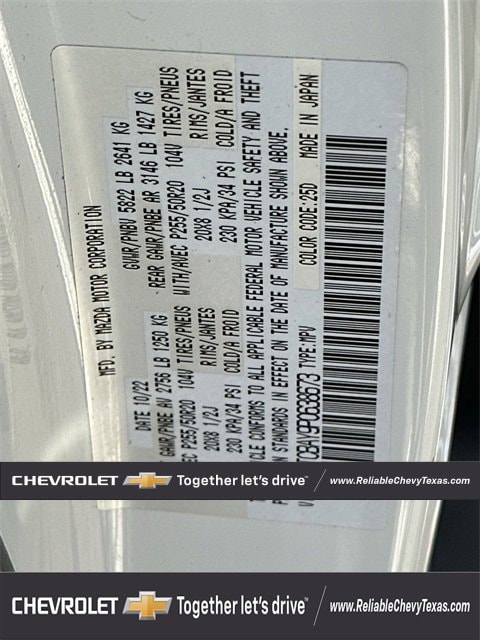 MFD. BY MAZDA MOTOR CORPORATION
DATE 10/22 GVWR/PNBV 5822 LB 2641 KG
GAWR/PNBE AV 2756 LB 1250 KG REAR GAWR/PNBE AR 3146 LB 1427 KG
P255/50R20 104V TIRES/PNEUS WITH/AVEC P255/50R20 104V TIRES/PNEUS
20X8 1/2J RIMS/JANTES 20X8 1/2J RIMS/JANTES
230 KPA/34 PSI COLD/A FROID 230 KPA/34 PSI COLD/A FROID
CONFORMS TO ALL APPLICABLE FEDERAL MOTOR VEHICLE SAFETY AND THEFT
STANDARDS IN EFFECT ON THE DATE OF MANUFACTURE SHOWN ABOVE.
TYPE:MPV COLOR CODE:25D MADE IN JAPAN
CHEVROLET Together let's drive™ www.ReliableChevyTexas.com
CHEVROLET Together let's drive™ www.ReliableChevyTexas.com